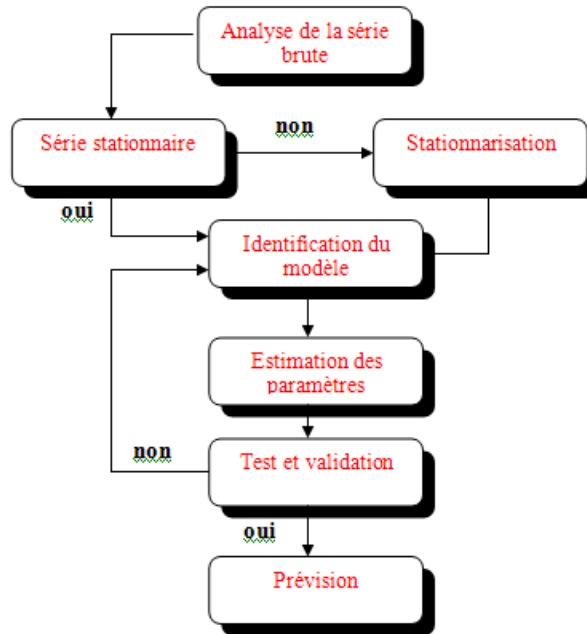 Analyse de la série
brute
Série stationnaire
non
Stationnarisation
oui
Identification du
modèle
Estimation des
paramètres
non
Test et validation
oui
Prévision